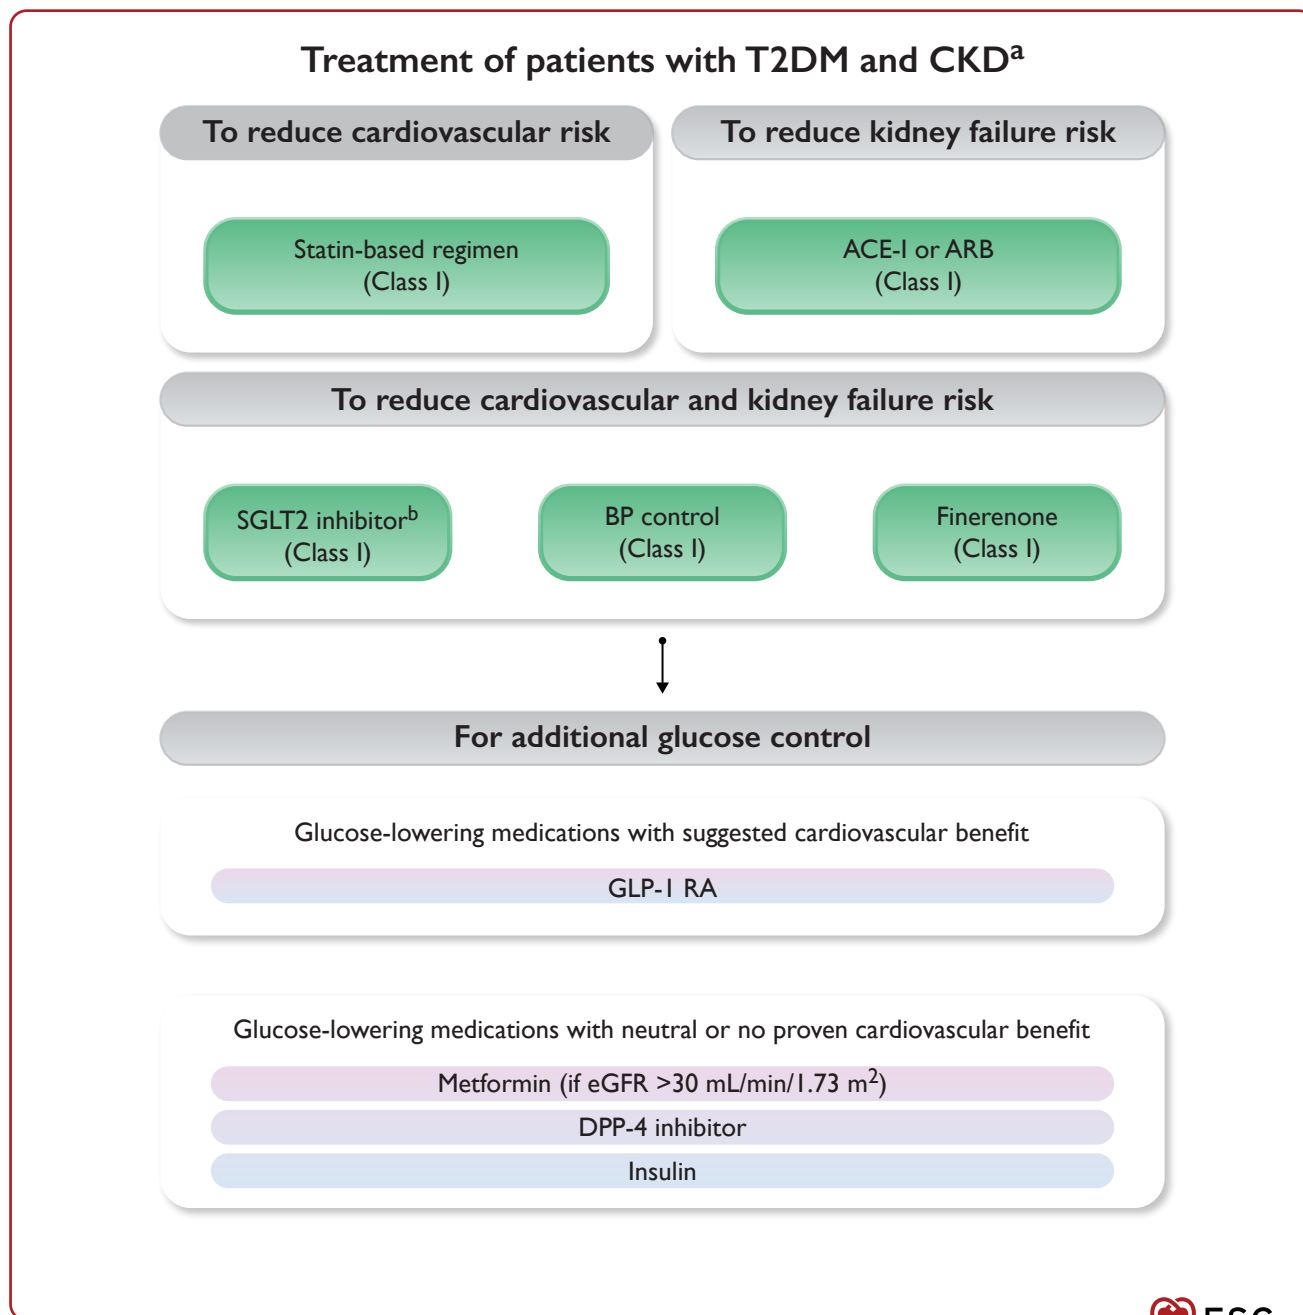 Treatment of patients with T2DM and CKDᵃ
To reduce cardiovascular risk
Statin-based regimen
(Class I)
To reduce kidney failure risk
ACE-I or ARB
(Class I)
To reduce cardiovascular and kidney failure risk
SGLT2 inhibitorᵇ
(Class I)
BP control
(Class I)
Finerenone
(Class I)
For additional glucose control
Glucose-lowering medications with suggested cardiovascular benefit
GLP-1 RA
Glucose-lowering medications with neutral or no proven cardiovascular benefit
Metformin (if eGFR >30 mL/min/1.73 m²)
DPP-4 inhibitor
Insulin
ESC